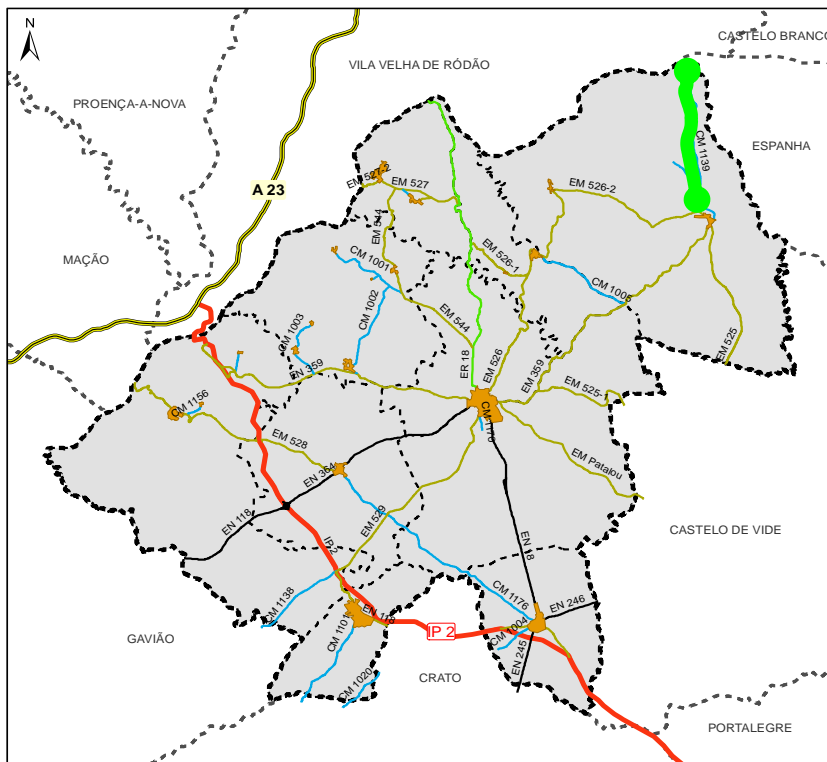 N
CASTELO BRANCO
VILA VELHA DE RÓDÃO
PROENÇA-A-NOVA
ESPANHA
CM 1139
EM 527-2
EM 527
EM 526-2
A 23
EM 544
EM 526-1
CM 1001
MAÇÃO
CM 1005
CM 1002
CM 1003
EM 544
EM 525
ER 18
EM 526
EN 359
EM 359
EM 525-1
CM 1156
CM 1176
EM 528
EN 364
EM Patalou
EN 118
EM 529
CASTELO DE VIDE
IP 2
EN 18
CM 1138
CM 1176
EN 246
GAVIÃO
CM 1101
EN 118
IP 2
CM 1004
EN 245
CM 1020
CRATO
PORTALEGRE